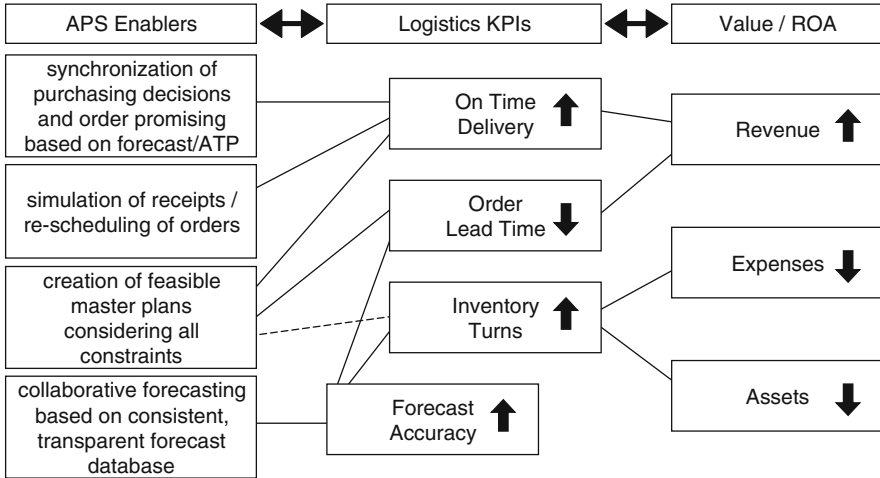 APS Enablers
Logistics KPIs
Value / ROA
synchronization of
purchasing decisions
and order promising
based on forecast/ATP
simulation of receipts /
re-scheduling of orders
creation of feasible
master plans
considering all
constraints
collaborative forecasting
based on consistent,
transparent forecast
database
On Time
Delivery
Order
Lead Time
Inventory
Turns
Forecast
Accuracy
Revenue
Expenses
Assets